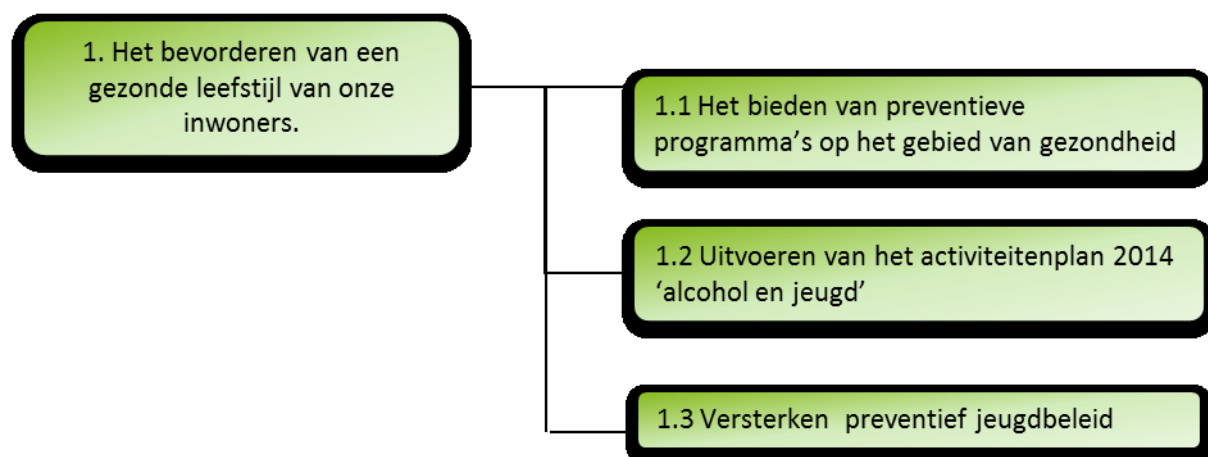 1. Het bevorderen van een
gezonde leefstijl van onze
inwoners.
1.1 Het bieden van preventieve
programma's op het gebied van gezondheid
1.2 Uitvoeren van het activiteitenplan 2014
‘alcohol en jeugd’
1.3 Versterken  preventief jeugdbeleid